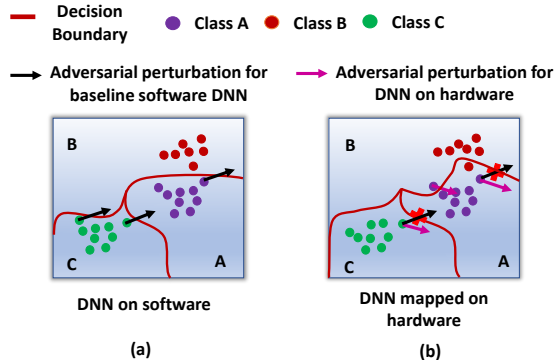 Decision Boundary
Class A
Class B
Class C
Adversarial perturbation for
baseline software DNN
Adversarial perturbation for
DNN on hardware
B
C
A
DNN on software
(a)
B
C
A
DNN mapped on
hardware
(b)